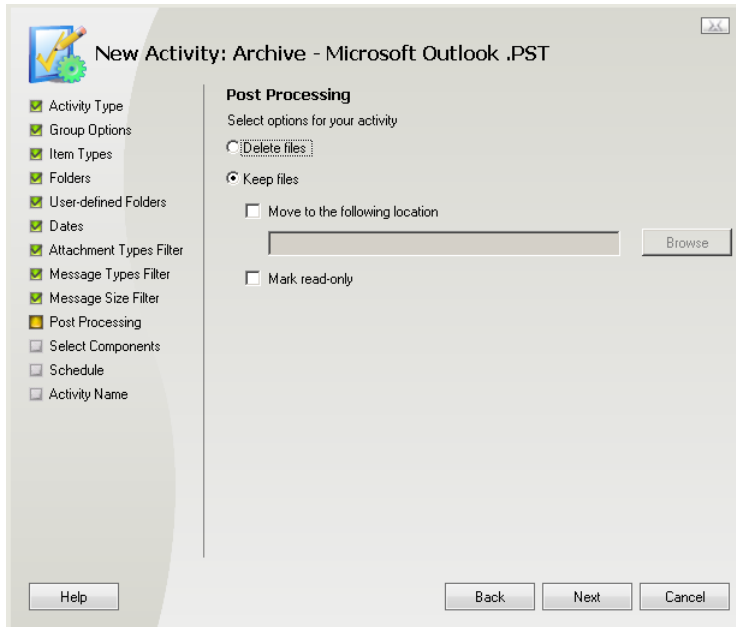 New Activity: Archive - Microsoft Outlook .PST
Activity Type
Group Options
Item Types
Folders
User-defined Folders
Dates
Attachment Types Filter
Message Types Filter
Message Size Filter
Post Processing
Select Components
Schedule
Activity Name
Post Processing
Select options for your activity
Delete files
Keep files
Move to the following location
Browse
Mark read-only
Help
Back
Next
Cancel